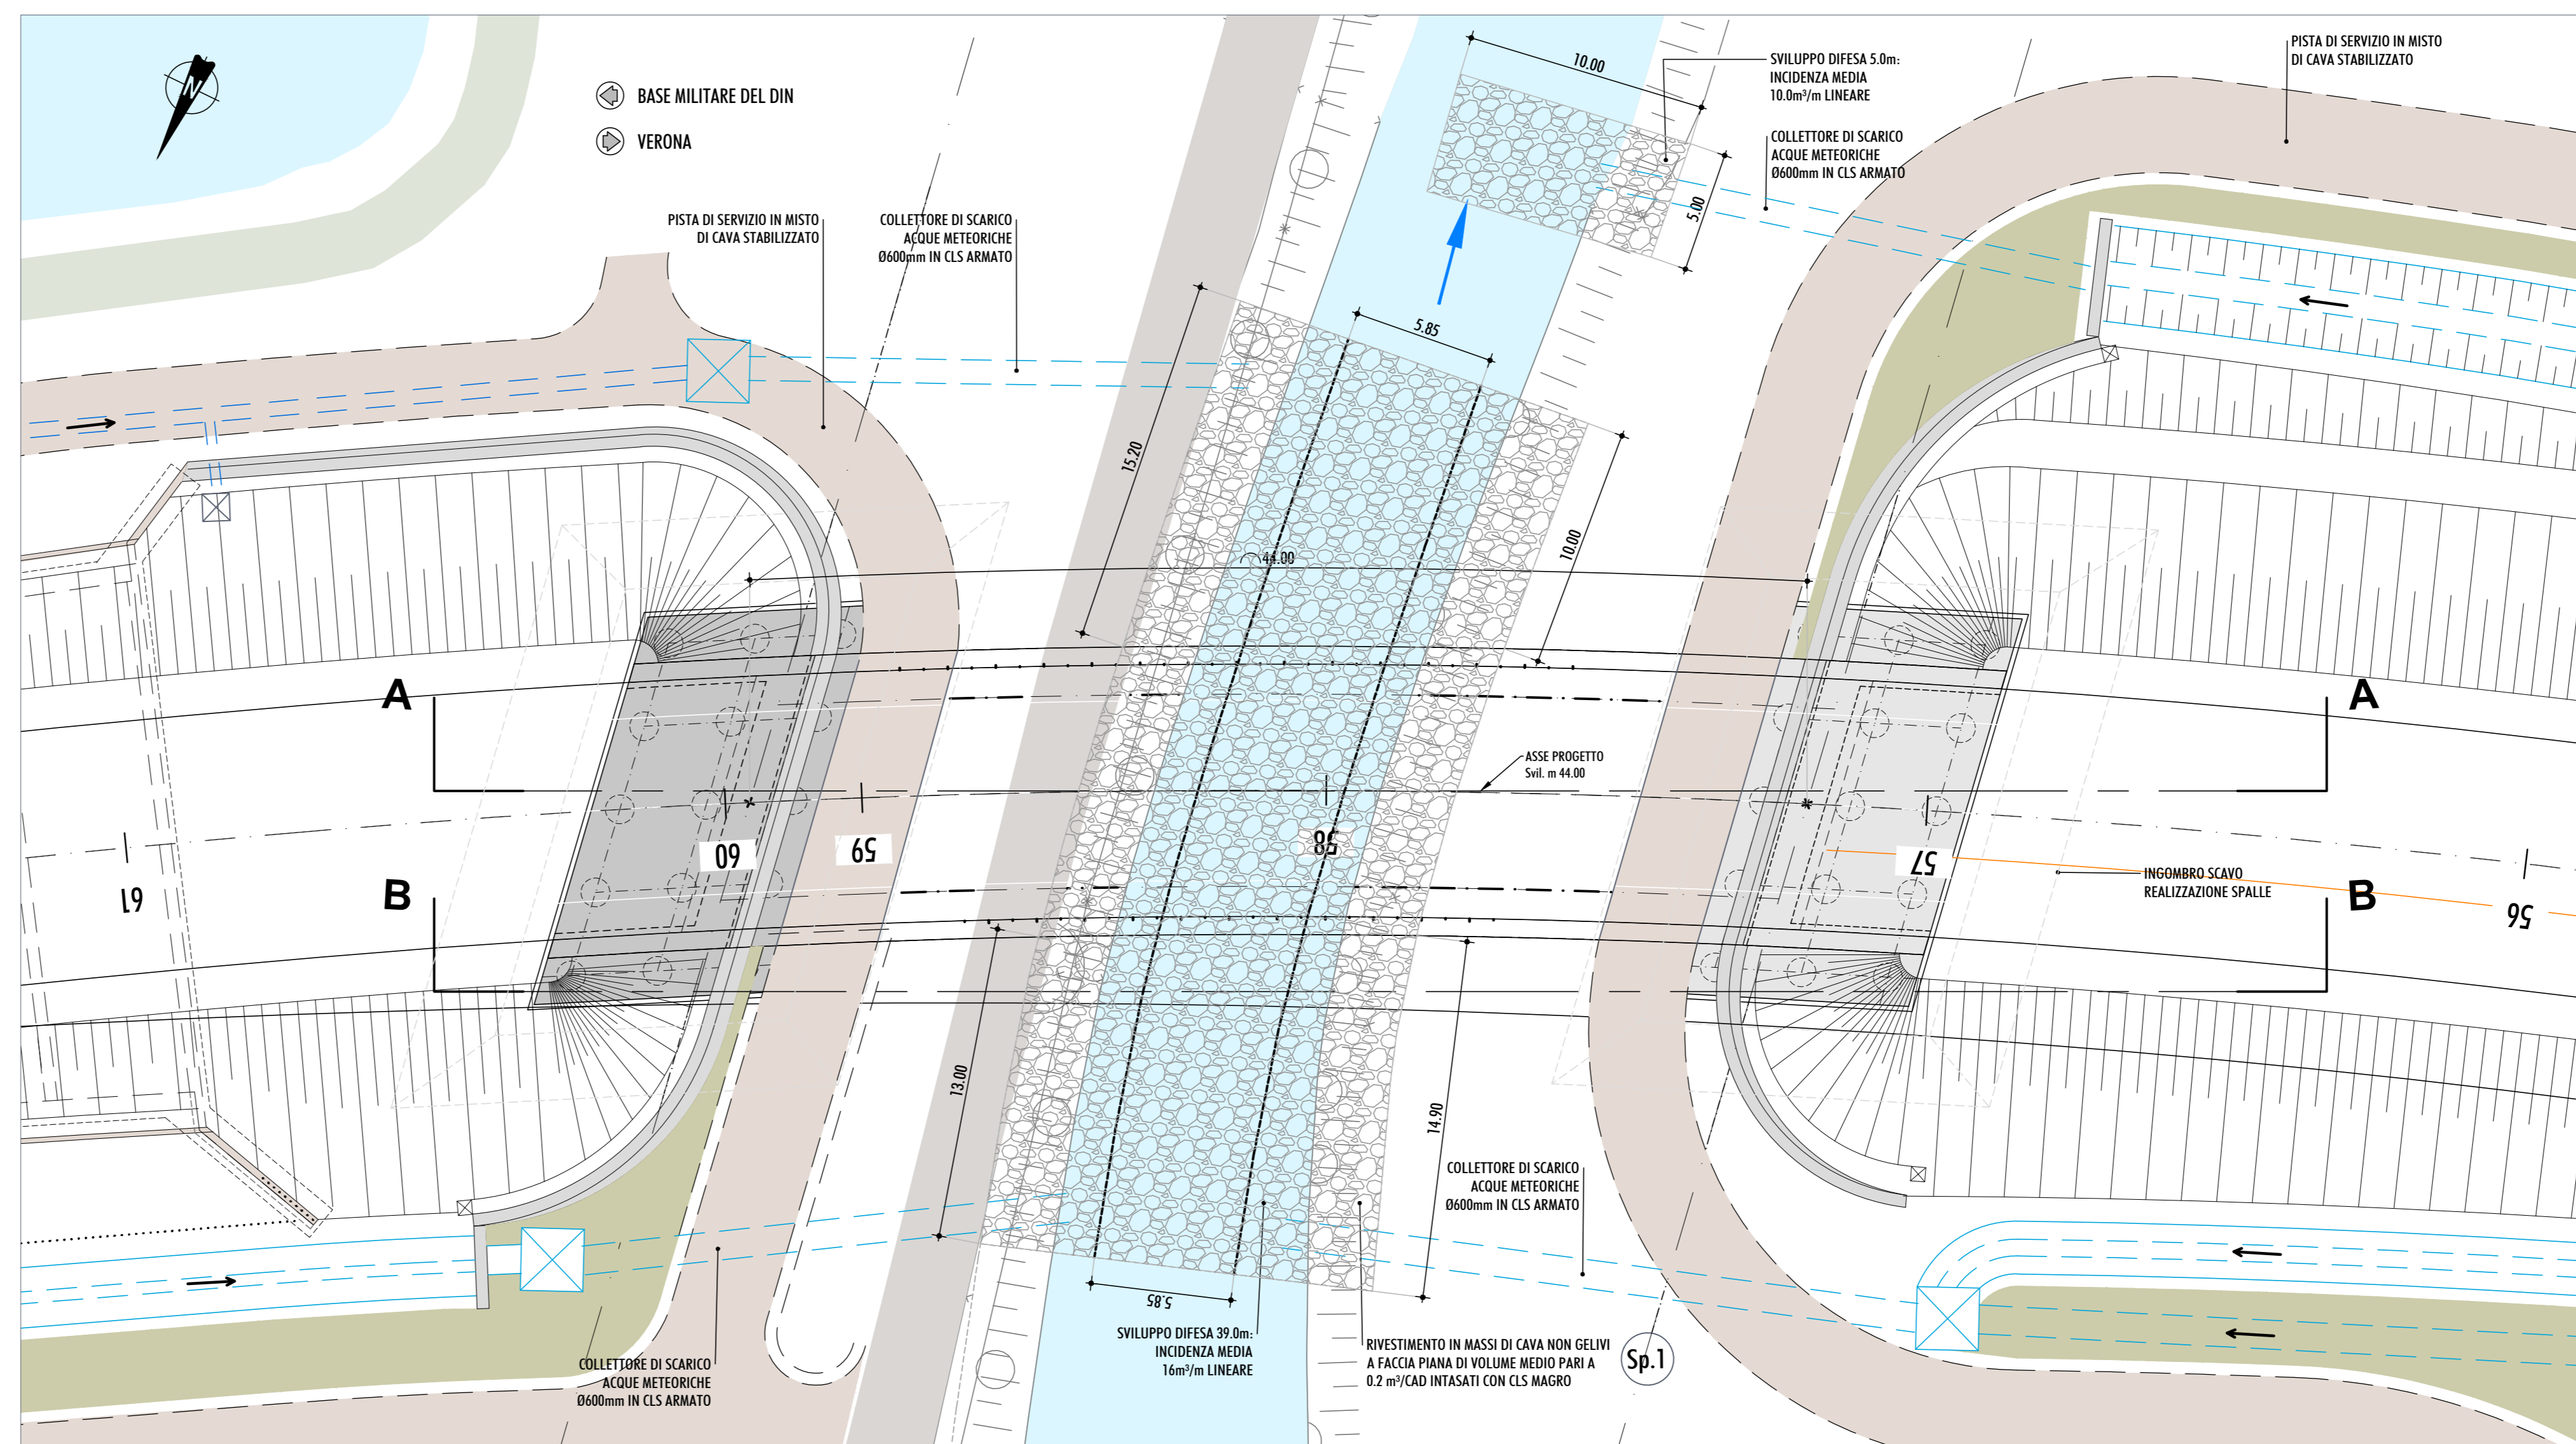 N
BASE MILITARE DEL DIN
VERONA
PISTA DI SERVIZIO IN MISTO
DI CAVA STABILIZZATO
COLLETTORE DI SCARICO
ACQUE METEORICHE
Ø600mm IN CLS ARMATO
10.00
SVILUPPO DIFESA 5.0m:
INCIDENZA MEDIA
10.0m³/m LINEARE
COLLETTORE DI SCARICO
ACQUE METEORICHE
Ø600mm IN CLS ARMATO
PISTA DI SERVIZIO IN MISTO
DI CAVA STABILIZZATO
5.00
5.85
15.20
10.00
44.00
A
A
ASSE PROGETTO
Svil. m 44.00
61
60
59
58
57
56
B
B
INGOMBRO SCAVO
REALIZZAZIONE SPALLE
13.00
14.90
5.85
COLLETTORE DI SCARICO
ACQUE METEORICHE
Ø600mm IN CLS ARMATO
SVILUPPO DIFESA 39.0m:
INCIDENZA MEDIA
16m³/m LINEARE
RIVESTIMENTO IN MASSI DI CAVA NON GELIVI
A FACCIA PIANA DI VOLUME MEDIO PARI A
0.2 m³/CAD INTASATI CON CLS MAGRO
Sp.1
COLLETTORE DI SCARICO
ACQUE METEORICHE
Ø600mm IN CLS ARMATO